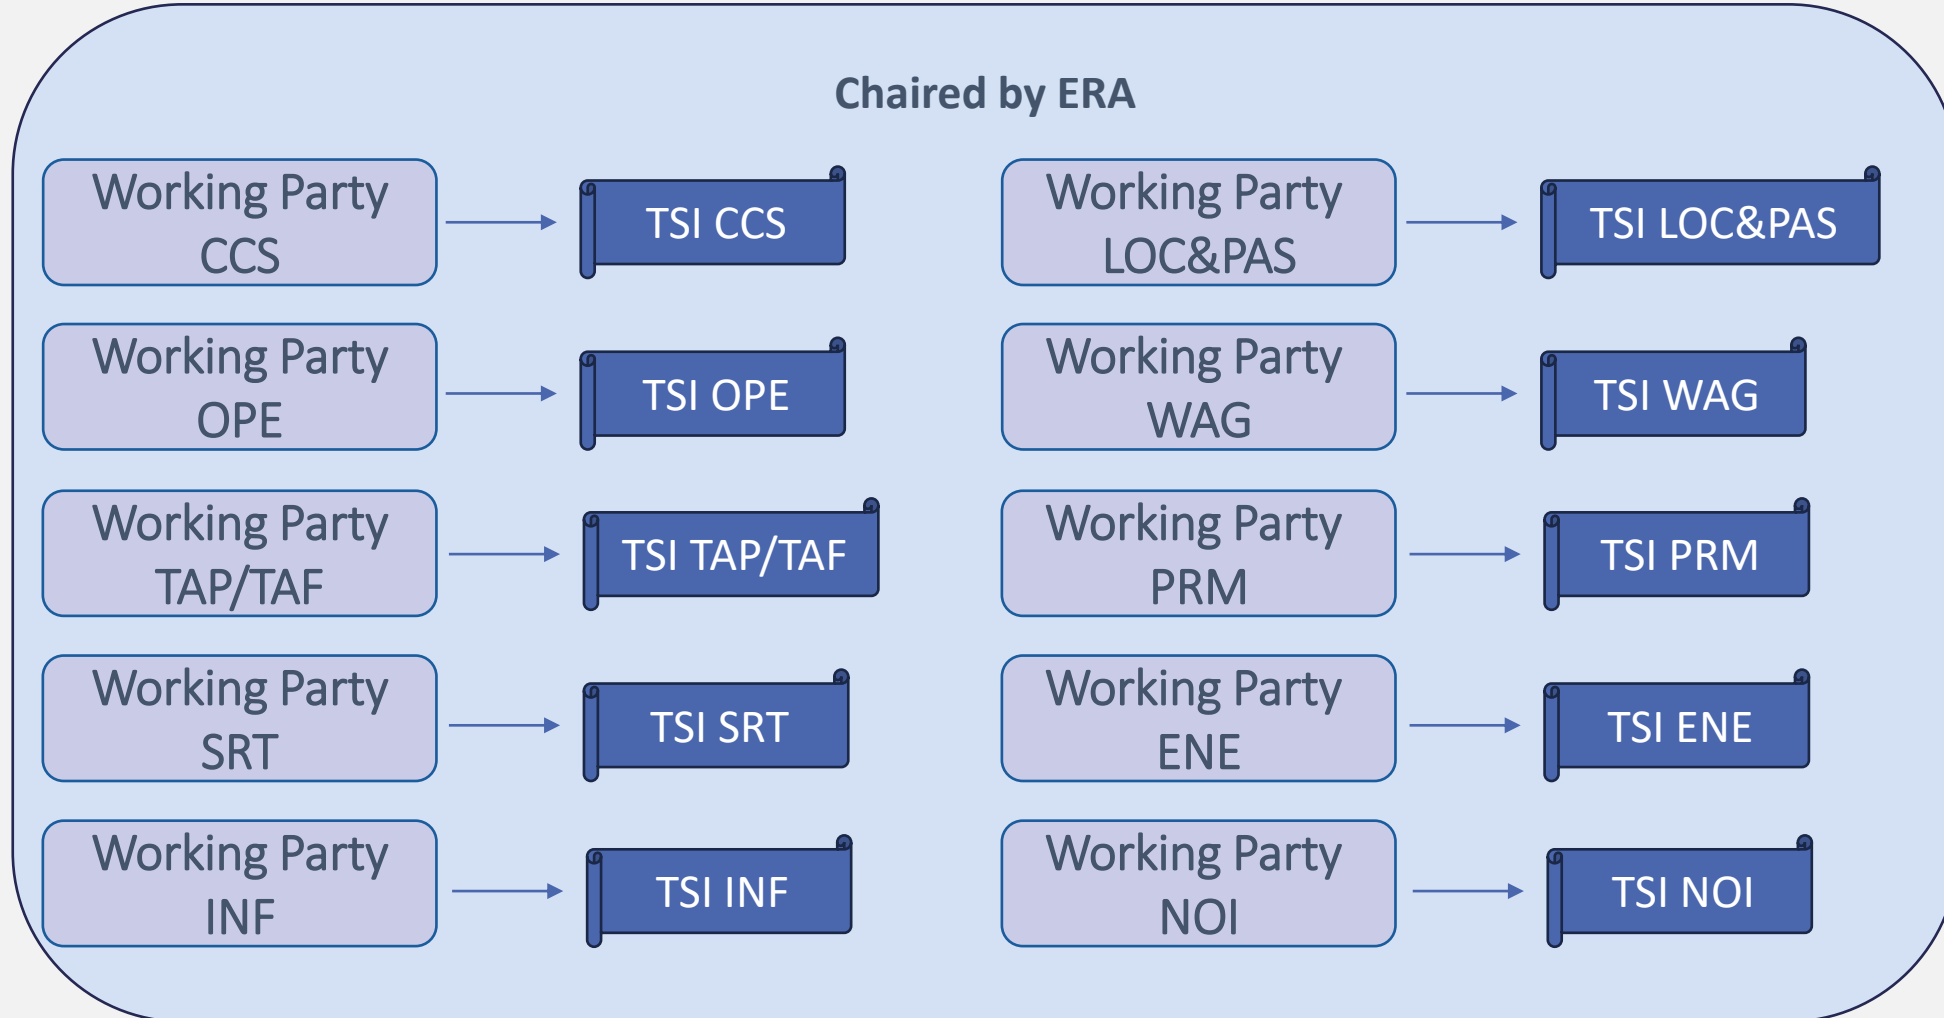 Chaired by ERA
Working Party
CCS
TSI CCS
Working Party
LOC&PAS
TSI LOC&PAS
Working Party
OPE
TSI OPE
Working Party
WAG
TSI WAG
Working Party
TAP/TAF
TSI TAP/TAF
Working Party
PRM
TSI PRM
Working Party
SRT
TSI SRT
Working Party
ENE
TSI ENE
Working Party
INF
TSI INF
Working Party
NOI
TSI NOI